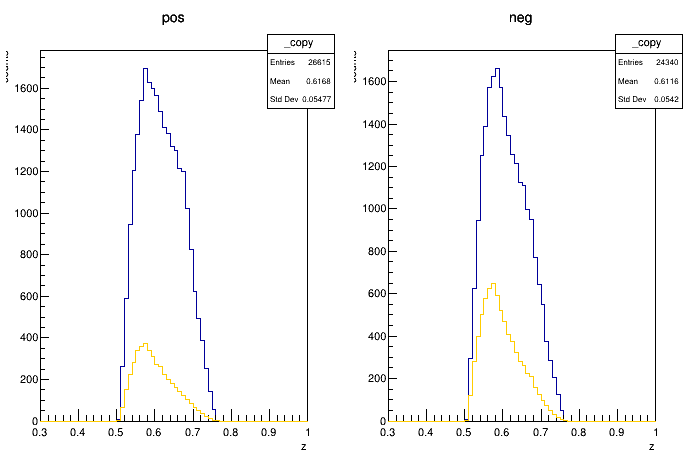 pos
_copy
Entries 26615
Mean 0.6168
Std Dev 0.05477
1600
1400
1200
1000
800
600
400
200
0
0.3 0.4 0.5 0.6 0.7 0.8 0.9 1
z
neg
_copy
Entries 24340
Mean 0.6116
Std Dev 0.0542
1600
1400
1200
1000
800
600
400
200
0
0.3 0.4 0.5 0.6 0.7 0.8 0.9 1
z